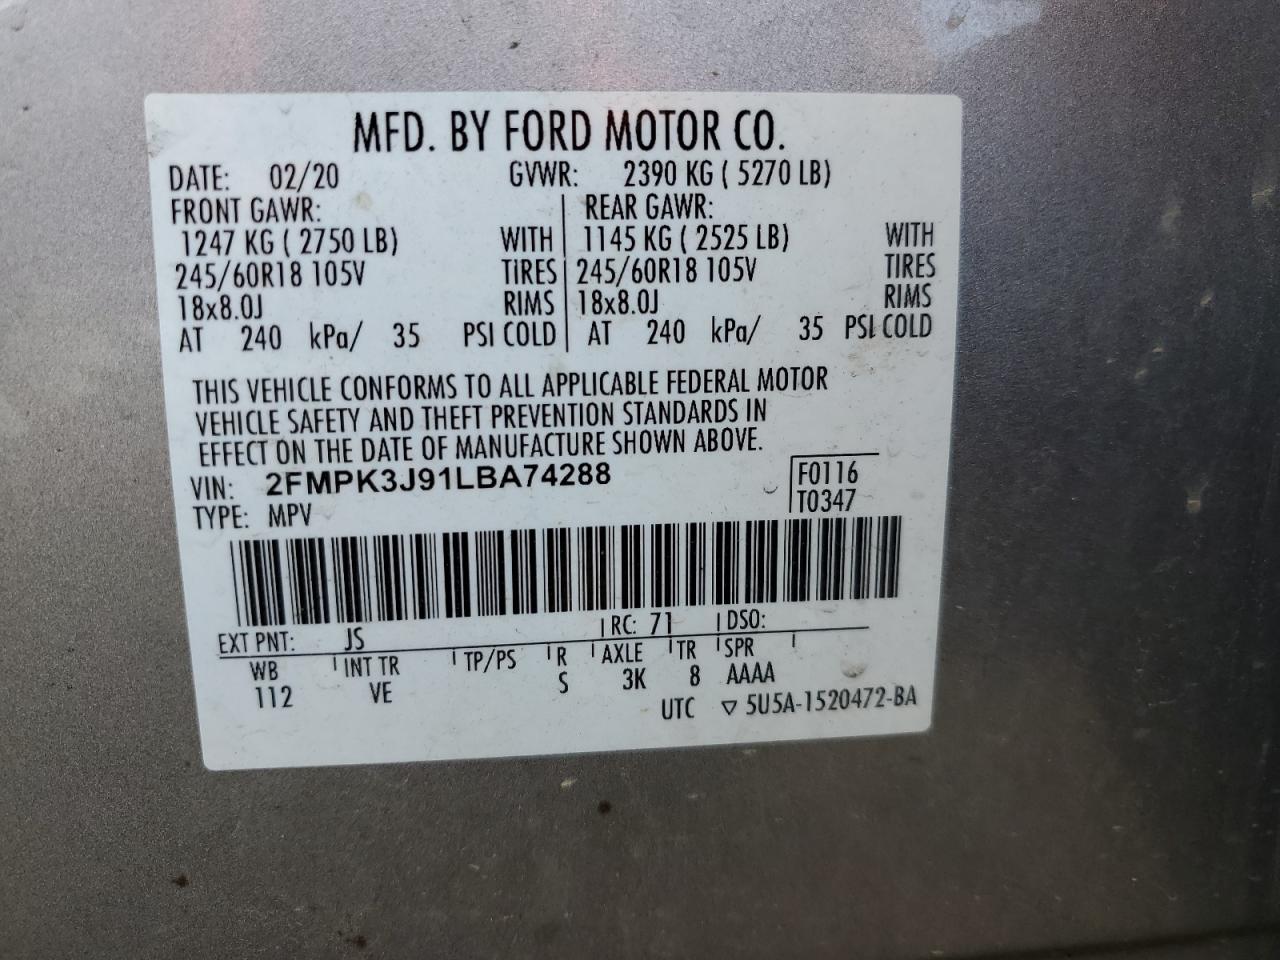 MFD. BY FORD MOTOR CO.
DATE: 02/20 GVWR: 2390 KG ( 5270 LB)
FRONT GAWR: REAR GAWR:
1247 KG ( 2750 LB) WITH 1145 KG ( 2525 LB) WITH
245/60R18 105V TIRES 245/60R18 105V TIRES
18x8.0J RIMS 18x8.0J RIMS
AT 240 kPa/ 35 PSI COLD AT 240 kPa/ 35 PSI COLD
THIS VEHICLE CONFORMS TO ALL APPLICABLE FEDERAL MOTOR
VEHICLE SAFETY AND THEFT PREVENTION STANDARDS IN
EFFECT ON THE DATE OF MANUFACTURE SHOWN ABOVE.
VIN: 2FMPK3J91LBA74288 F0116
TYPE: MPV T0347
EXT PNT: JS RC: 71 DSO:
WB INT TR TP/PS R AXLE TR SPR
112 VE S 3K 8 AAAA
UTC ▽ 5U5A-1520472-BA